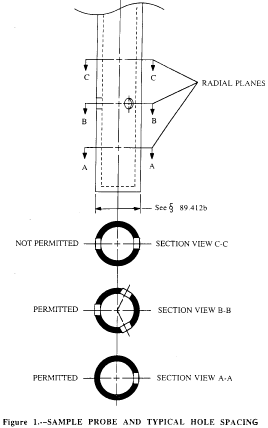 C
C
RADIAL PLANES
B
B
A
A
See § 89.412b
NOT PERMITTED
SECTION VIEW C-C
PERMITTED
SECTION VIEW B-B
PERMITTED
SECTION VIEW A-A
Figure 1.--SAMPLE PROBE AND TYPICAL HOLE SPACING